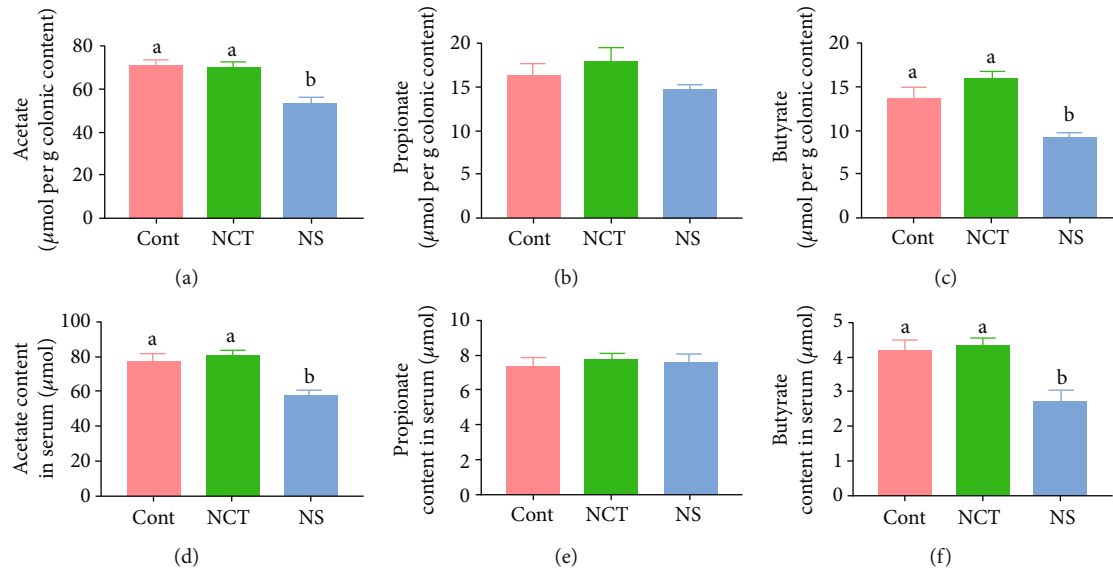 Acetate
(μmol per g colonic content)
80
60
40
20
0
a
a
b
Cont
NCT
NS
(a)
Propionate
(μmol per g colonic content)
20
15
10
5
0
Cont
NCT
NS
(b)
Butyrate
(μmol per g colonic content)
20
15
10
5
0
a
a
b
Cont
NCT
NS
(c)
Acetate content
in serum (μmol)
100
80
60
40
20
0
a
a
b
Cont
NCT
NS
(d)
Propionate
content in serum (μmol)
10
8
6
4
2
0
Cont
NCT
NS
(e)
Butyrate
content in serum (μmol)
5
4
3
2
1
0
a
a
b
Cont
NCT
NS
(f)